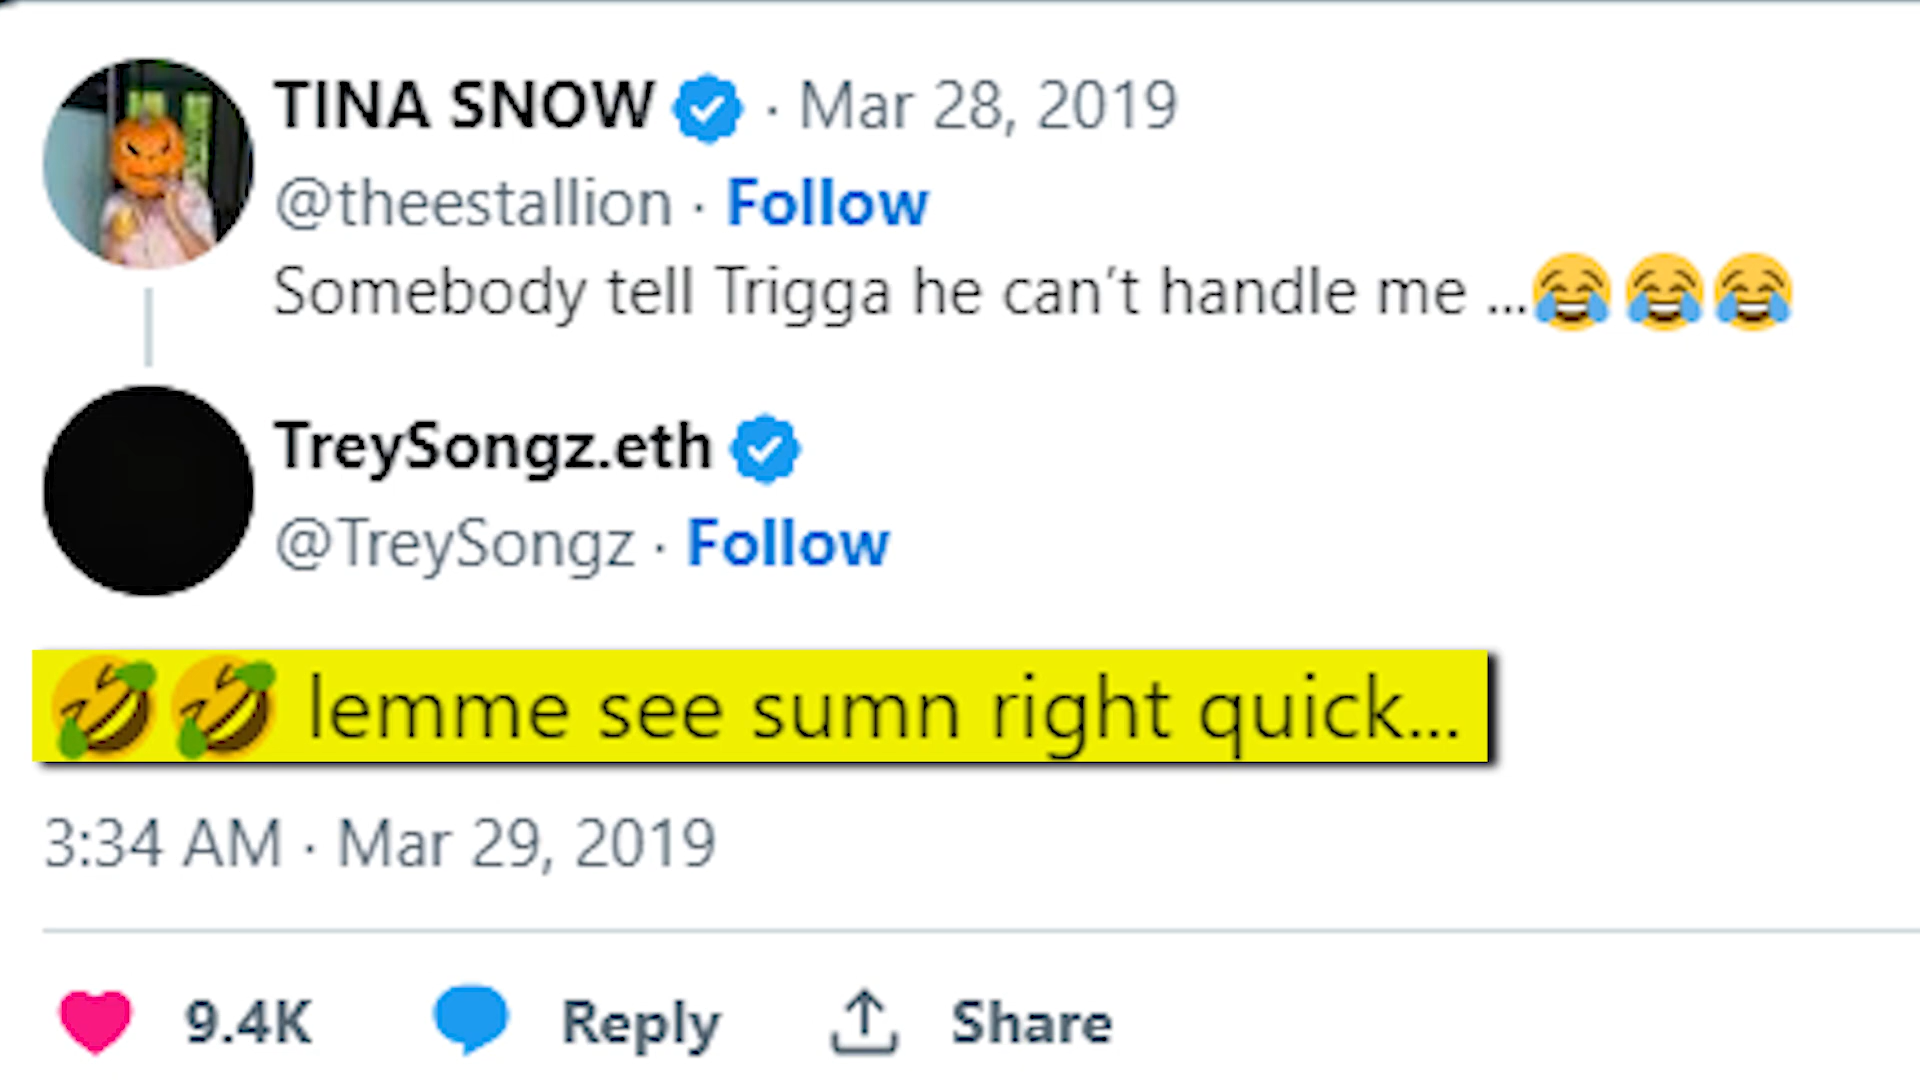 TINA SNOW · Mar 28, 2019
@theestallion · Follow
Somebody tell Trigga he can’t handle me ...😂😂😂
TreySongz.eth
@TreySongz · Follow
🤣🤣 lemme see sumn right quick...
3:34 AM · Mar 29, 2019
9.4K Reply Share